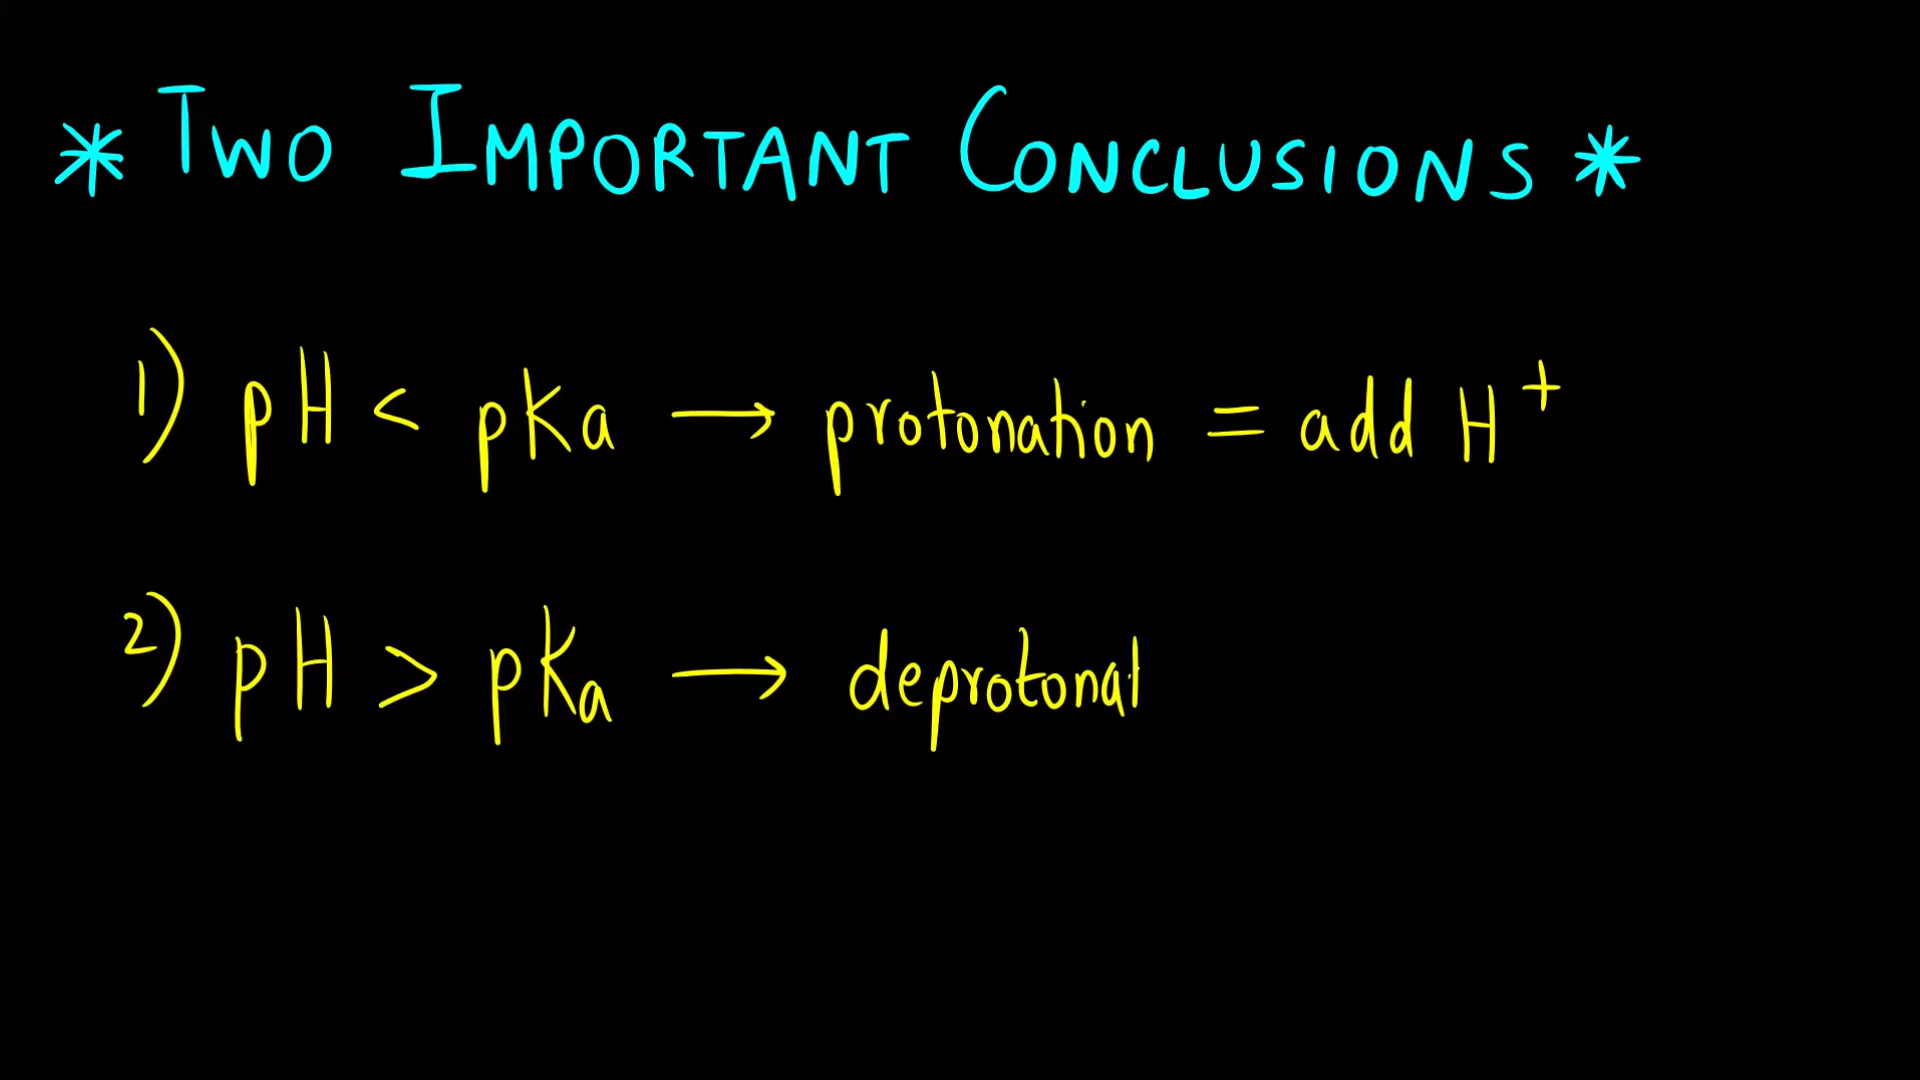 * TWO IMPORTANT CONCLUSIONS *
1) pH < pKa → protonation = add H⁺
2) pH > pKa → deprotonat